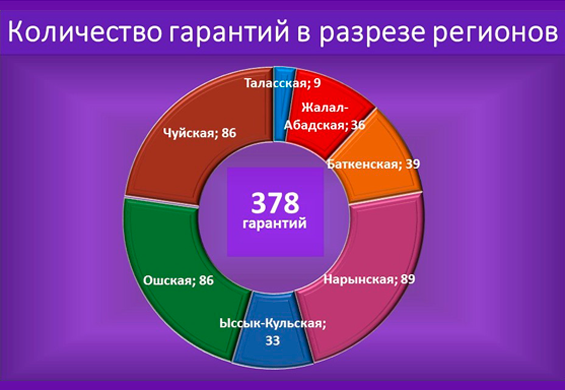 Количество гарантий в разрезе регионов
Таласская; 9
Жалал-
Абадская; 36
Баткенская; 39
Нарынская; 89
Ыссык-Кульская;
33
Ошская; 86
Чуйская; 86
378
гарантий